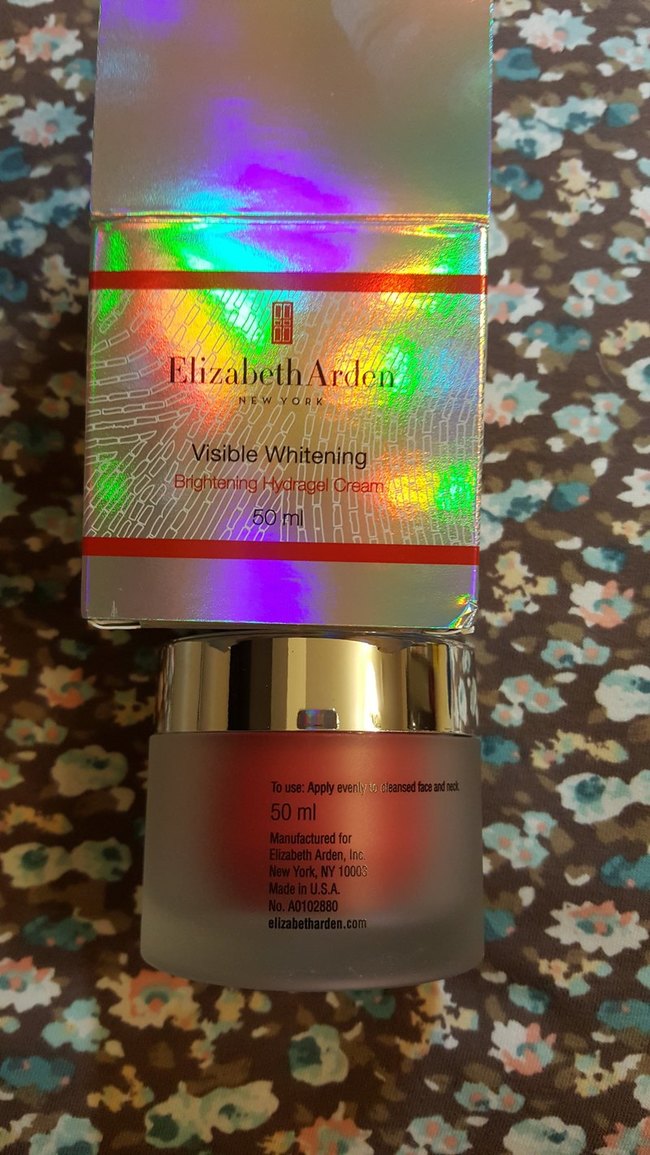 Elizabeth Arden
NEW YORK
Visible Whitening
Brightening Hydragel Cream
50 ml
To use: Apply evenly to cleansed face and neck.
50 ml
Manufactured for
Elizabeth Arden, Inc.
New York, NY 10003
Made in U.S.A.
No. A0102880
elizabetharden.com